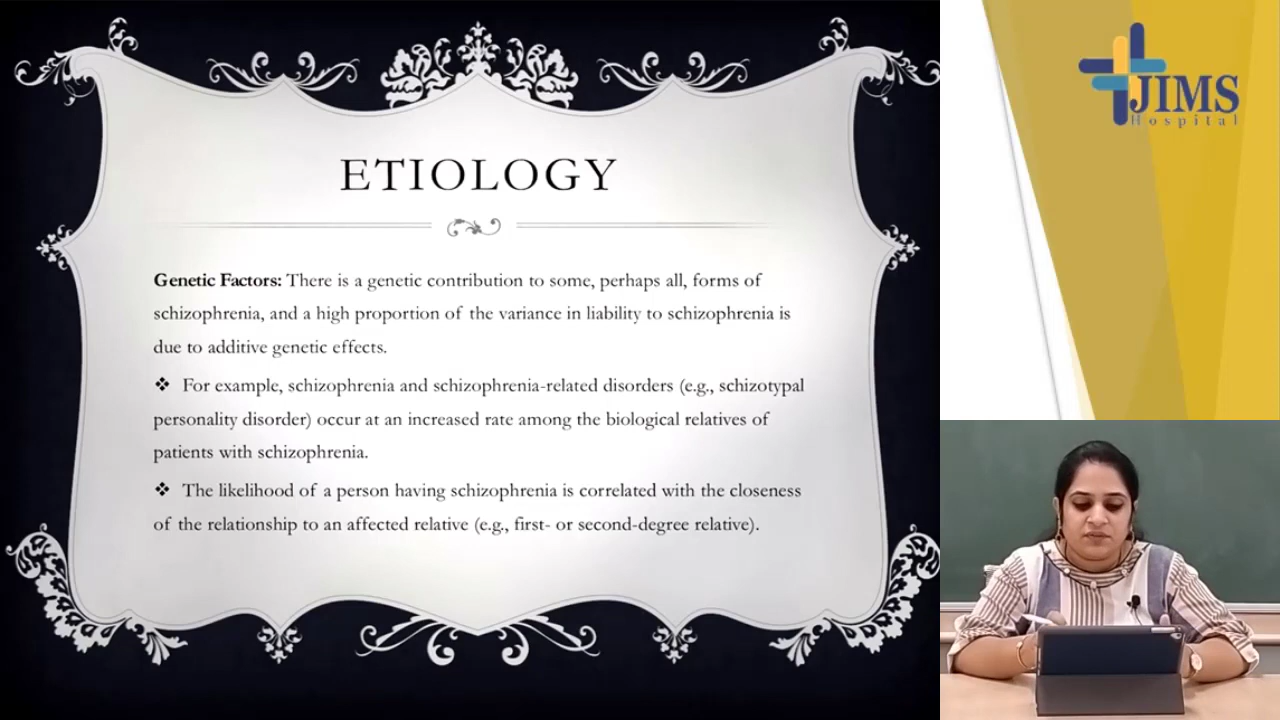 ETIOLOGY
Genetic Factors: There is a genetic contribution to some, perhaps all, forms of
schizophrenia, and a high proportion of the variance in liability to schizophrenia is
due to additive genetic effects.
❖ For example, schizophrenia and schizophrenia-related disorders (e.g., schizotypal
personality disorder) occur at an increased rate among the biological relatives of
patients with schizophrenia.
❖ The likelihood of a person having schizophrenia is correlated with the closeness
of the relationship to an affected relative (e.g., first- or second-degree relative).
JIMS
Hospital